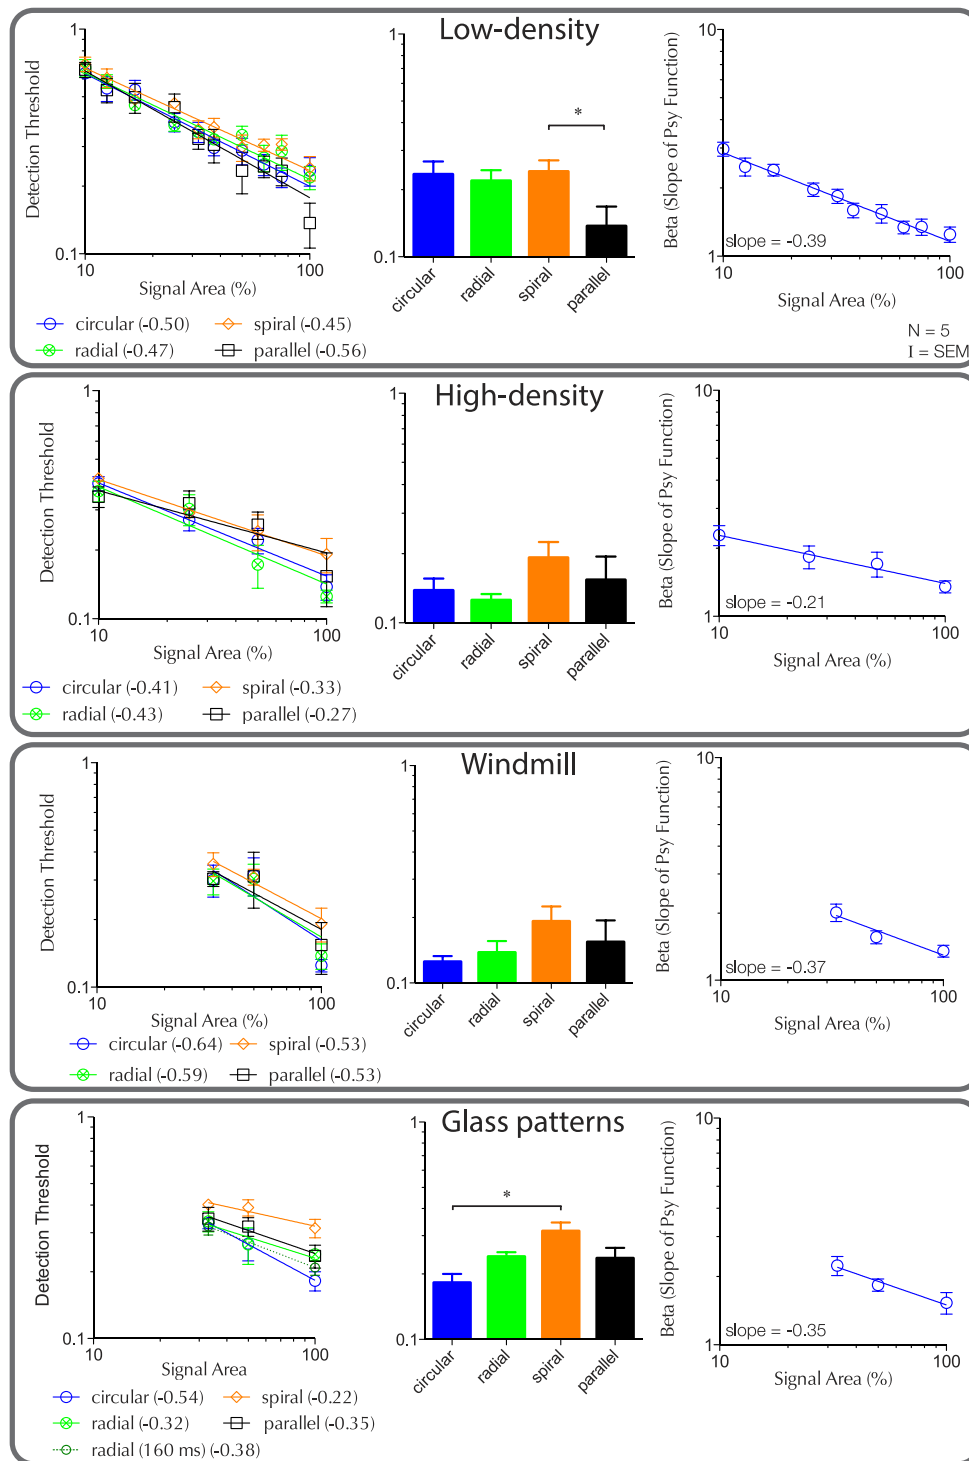 Low-density
1
0.1
10
100
Detection Threshold
Signal Area (%)
circular (-0.50)
spiral (-0.45)
radial (-0.47)
parallel (-0.56)
1
0.1
circular
radial
spiral
parallel
*
10
1
10
100
Beta (Slope of Psy Function)
slope = -0.39
Signal Area (%)
N = 5
I = SEM
High-density
1
0.1
10
100
Detection Threshold
Signal Area (%)
circular (-0.41)
spiral (-0.33)
radial (-0.43)
parallel (-0.27)
1
0.1
circular
radial
spiral
parallel
10
1
10
100
Beta (Slope of Psy Function)
slope = -0.21
Signal Area (%)
Windmill
1
0.1
10
100
Detection Threshold
Signal Area (%)
circular (-0.64)
spiral (-0.53)
radial (-0.59)
parallel (-0.53)
1
0.1
circular
radial
spiral
parallel
10
1
10
100
Beta (Slope of Psy Function)
slope = -0.37
Signal Area (%)
Glass patterns
1
0.1
10
100
Detection Threshold
Signal Area
circular (-0.54)
spiral (-0.22)
radial (-0.32)
parallel (-0.35)
radial (160 ms) (-0.38)
1
0.1
circular
radial
spiral
parallel
*
10
1
10
100
Beta (Slope of Psy Function)
slope = -0.35
Signal Area (%)